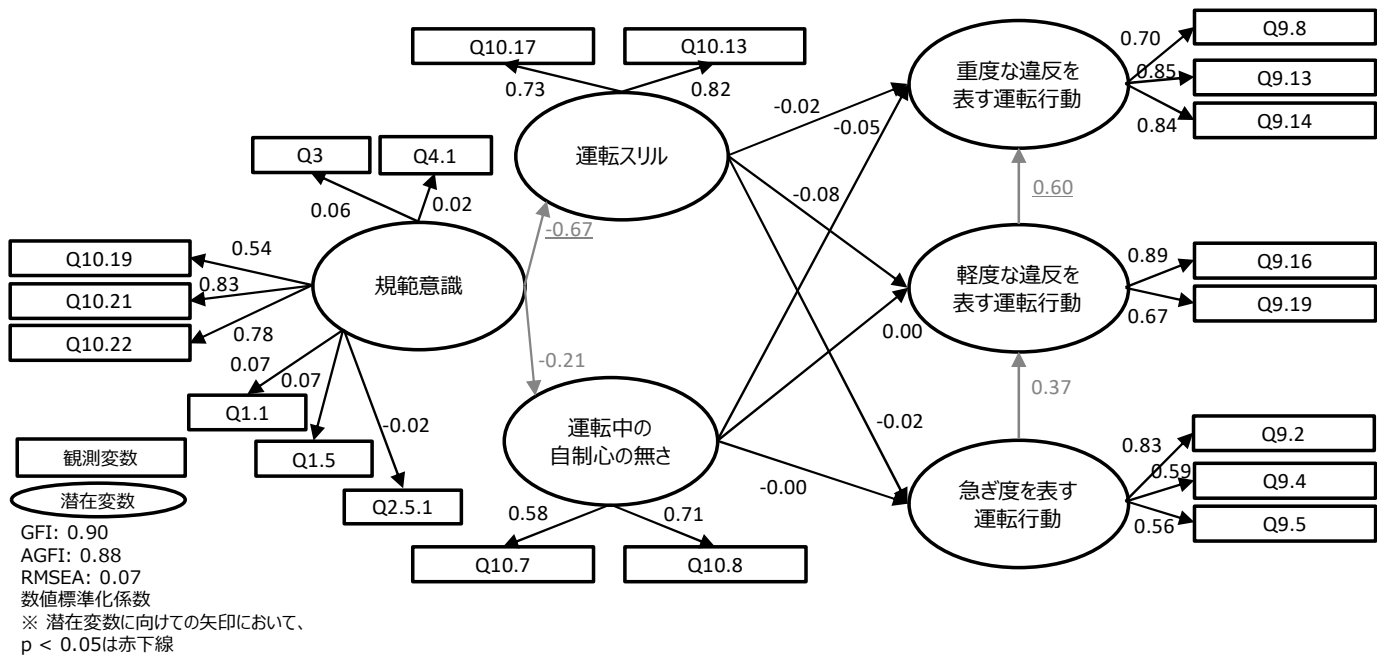 Q10.17
Q10.13
0.73
0.82
運転スリル
Q3
Q4.1
0.06
0.02
Q10.19
Q10.21
Q10.22
0.54
0.83
0.78
規範意識
0.07
0.07
-0.02
Q1.1
Q1.5
Q2.5.1
-0.67
-0.21
運転中の
自制心の無さ
0.58
0.71
Q10.7
Q10.8
-0.02
-0.05
-0.08
0.00
-0.02
-0.00
重度な違反を
表す運転行動
0.70
0.85
0.84
Q9.8
Q9.13
Q9.14
0.60
軽度な違反を
表す運転行動
0.89
0.67
Q9.16
Q9.19
0.37
急ぎ度を表す
運転行動
0.83
0.59
0.56
Q9.2
Q9.4
Q9.5
観測変数
潜在変数
GFI: 0.90
AGFI: 0.88
RMSEA: 0.07
数値標準化係数
※ 潜在変数に向けての矢印において、
p < 0.05は赤下線